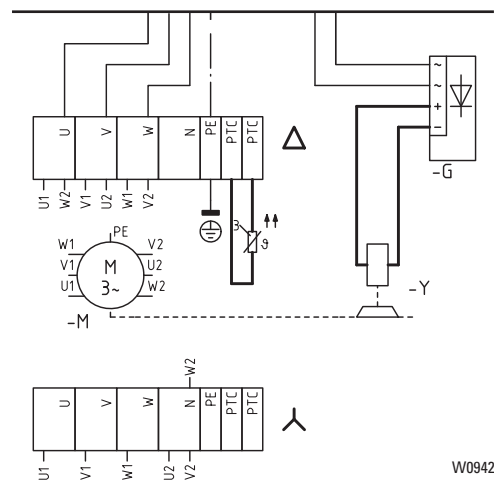 U V W N PE PTC PTC
~
~
+
−
-G
U1 W2 V1 U2 W1 V2
3
ϑ
PE
W1 V2
V1 M U2
U1 3~ W2
-M
-Y
W2
U V W N PE PTC PTC
U1 V1 W1 U2 V2
W0942